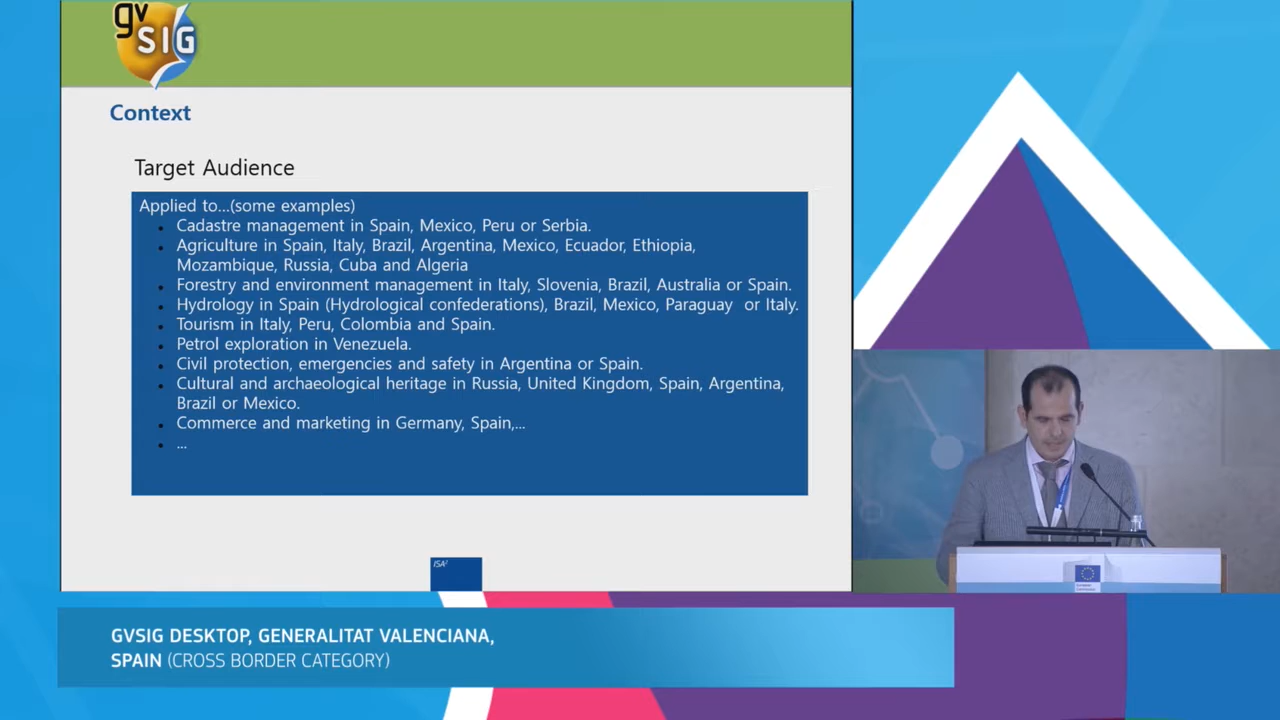 gv
SIG
Context
Target Audience
Applied to...(some examples)
Cadastre management in Spain, Mexico, Peru or Serbia.
Agriculture in Spain, Italy, Brazil, Argentina, Mexico, Ecuador, Ethiopia,
Mozambique, Russia, Cuba and Algeria
Forestry and environment management in Italy, Slovenia, Brazil, Australia or Spain.
Hydrology in Spain (Hydrological confederations), Brazil, Mexico, Paraguay or Italy.
Tourism in Italy, Peru, Colombia and Spain.
Petrol exploration in Venezuela.
Civil protection, emergencies and safety in Argentina or Spain.
Cultural and archaeological heritage in Russia, United Kingdom, Spain, Argentina,
Brazil or Mexico.
Commerce and marketing in Germany, Spain,...
...
ISA²
GVSIG DESKTOP, GENERALITAT VALENCIANA,
SPAIN (CROSS BORDER CATEGORY)